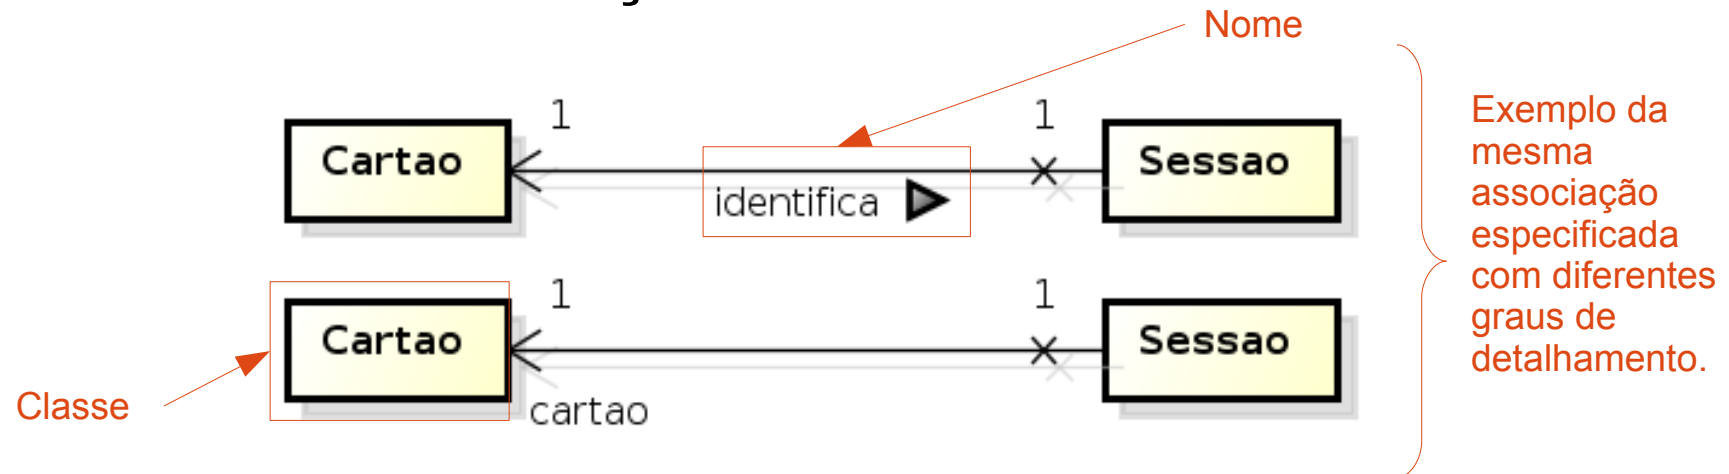 Nome
1
1
Cartao
Sessao
identifica
Exemplo da
mesma
associação
especificada
com diferentes
graus de
detalhamento.
1
1
Cartao
Sessao
Classe
cartao